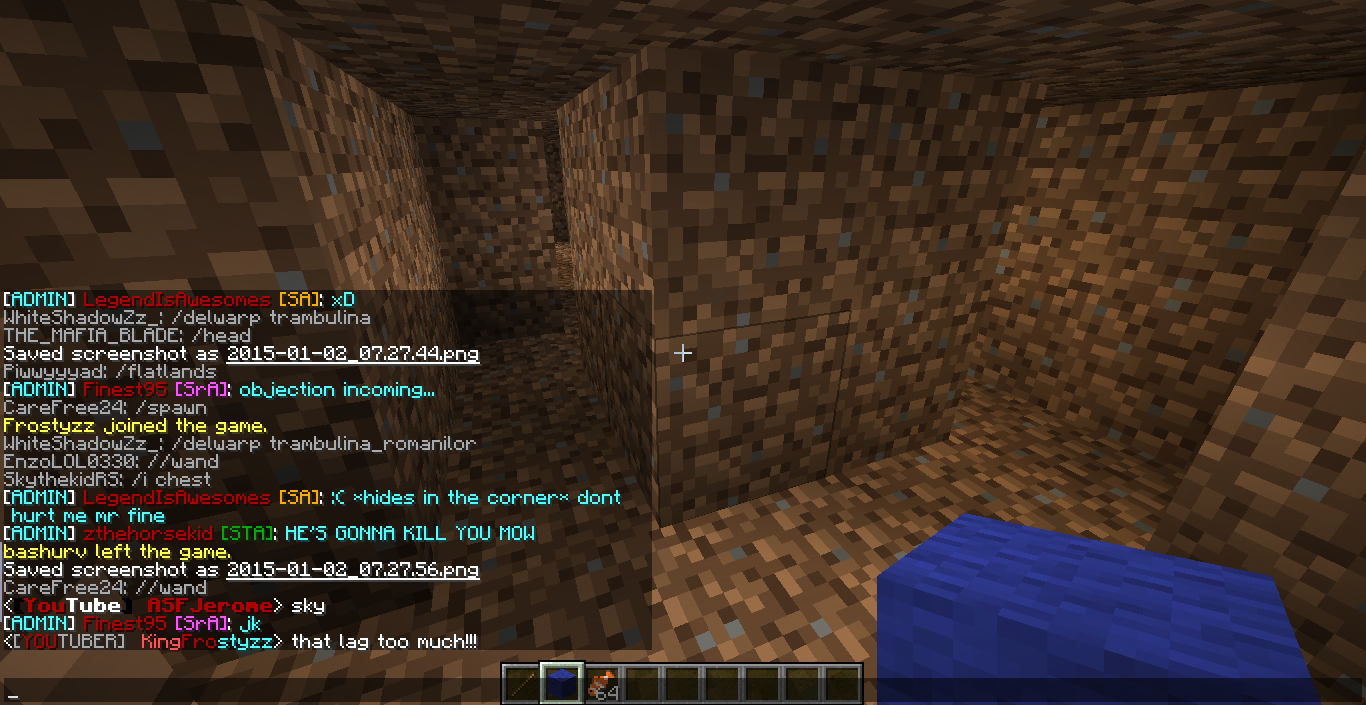 [ADMIN] LegendIsAwesomes [SA]: xD
WhiteShadowZz_: /delwarp trambulina
THE_MAFIA_BLADE: /head
Saved screenshot as 2015-01-02_07.27.44.png
Piwwyyyad: /flatlands
[ADMIN] Finest95 [SrA]: objection incoming...
CareFree24: /spawn
Frostyzz joined the game.
WhiteShadowZz_: /delwarp trambulina_romanilor
EnzoLOL0330: //wand
SkythekidRS: /i chest
[ADMIN] LegendIsAwesomes [SA]: :C *hides in the corner* dont
hurt me mr fine
[ADMIN] zthehorsekid [STA]: HE'S GONNA KILL YOU MOW
bashurv left the game.
Saved screenshot as 2015-01-02_07.27.56.png
CareFree24: //wand
<[YouTube] ASFJerome> sky
[ADMIN] Finest95 [SrA]: jk
<[YOUTUBER] KingFrostyzz> that lag too much!!!
_
64